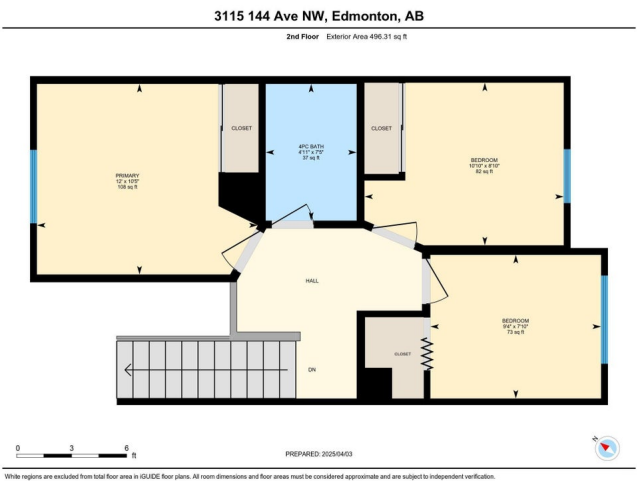 3115 144 Ave NW, Edmonton, AB
2nd Floor Exterior Area 496.31 sq ft
CLOSET
CLOSET
4PC BATH
4'11" x 7'5"
37 sq ft
BEDROOM
10'10" x 8'10"
82 sq ft
PRIMARY
12' x 10'5"
108 sq ft
HALL
BEDROOM
9'4" x 7'10"
73 sq ft
CLOSET
DN
0 3 6
ft
PREPARED: 2025/04/03
N
White regions are excluded from total floor area in iGUIDE floor plans. All room dimensions and floor areas must be considered approximate and are subject to independent verification.